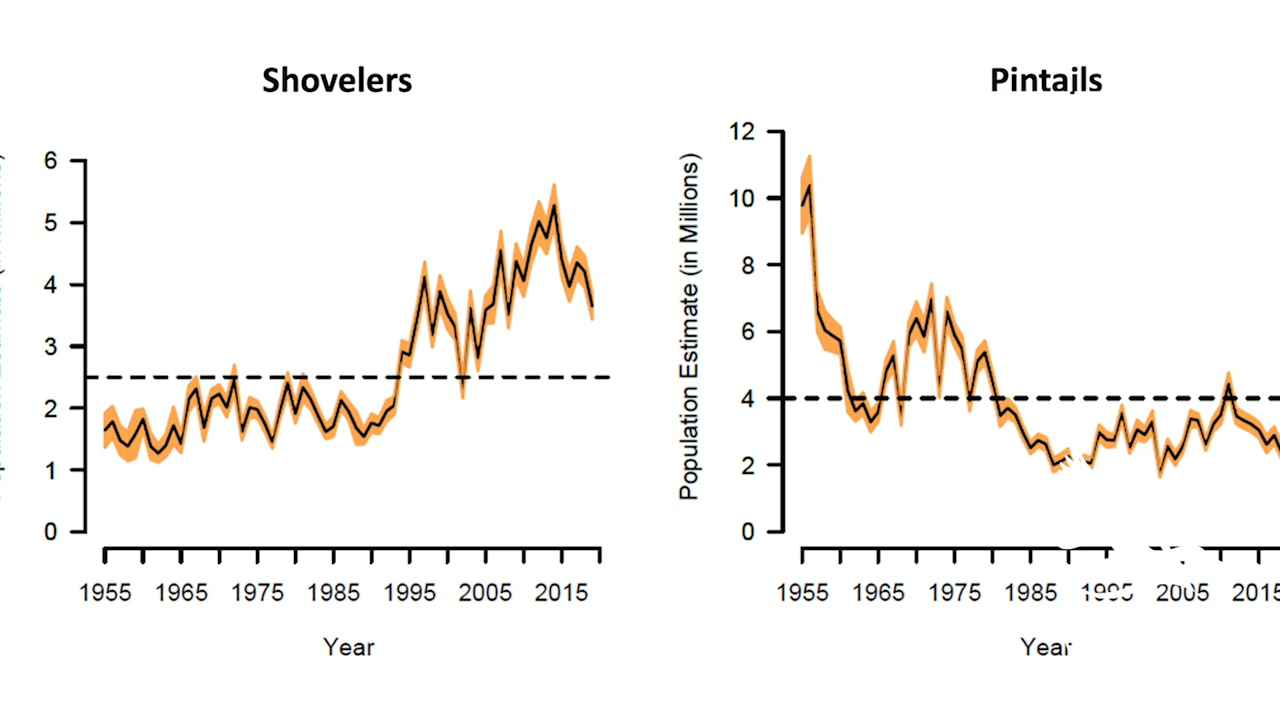 Shovelers
6
5
4
3
2
1
0
1955 1965 1975 1985 1995 2005 2015
Year
Pintails
Population Estimate (in Millions)
12
10
8
6
4
2
0
1955 1965 1975 1985 1995 2005 2015
Year